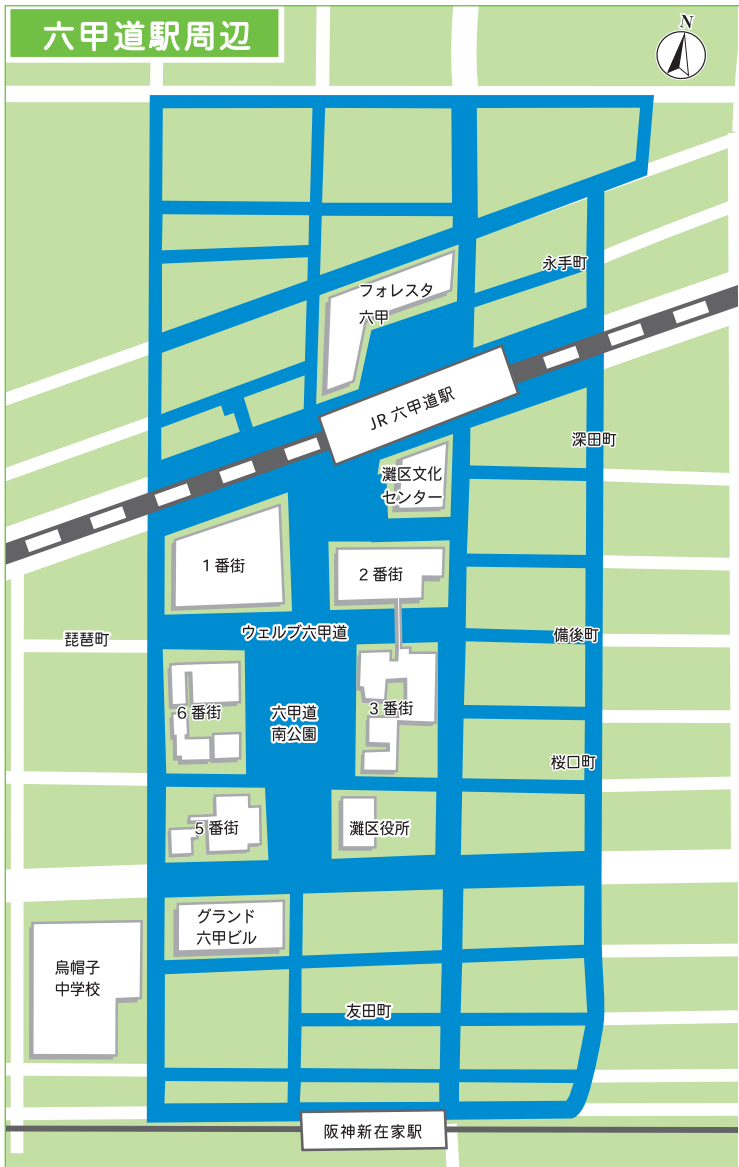 六甲道駅周辺
N
永手町
フォレスタ
六甲
JR 六甲道駅
深田町
灘区文化
センター
1番街
2番街
ウェルブ六甲道
備後町
琵琶町
6番街
六甲道
南公園
3番街
桜口町
5番街
灘区役所
グランド
六甲ビル
烏帽子
中学校
友田町
阪神新在家駅